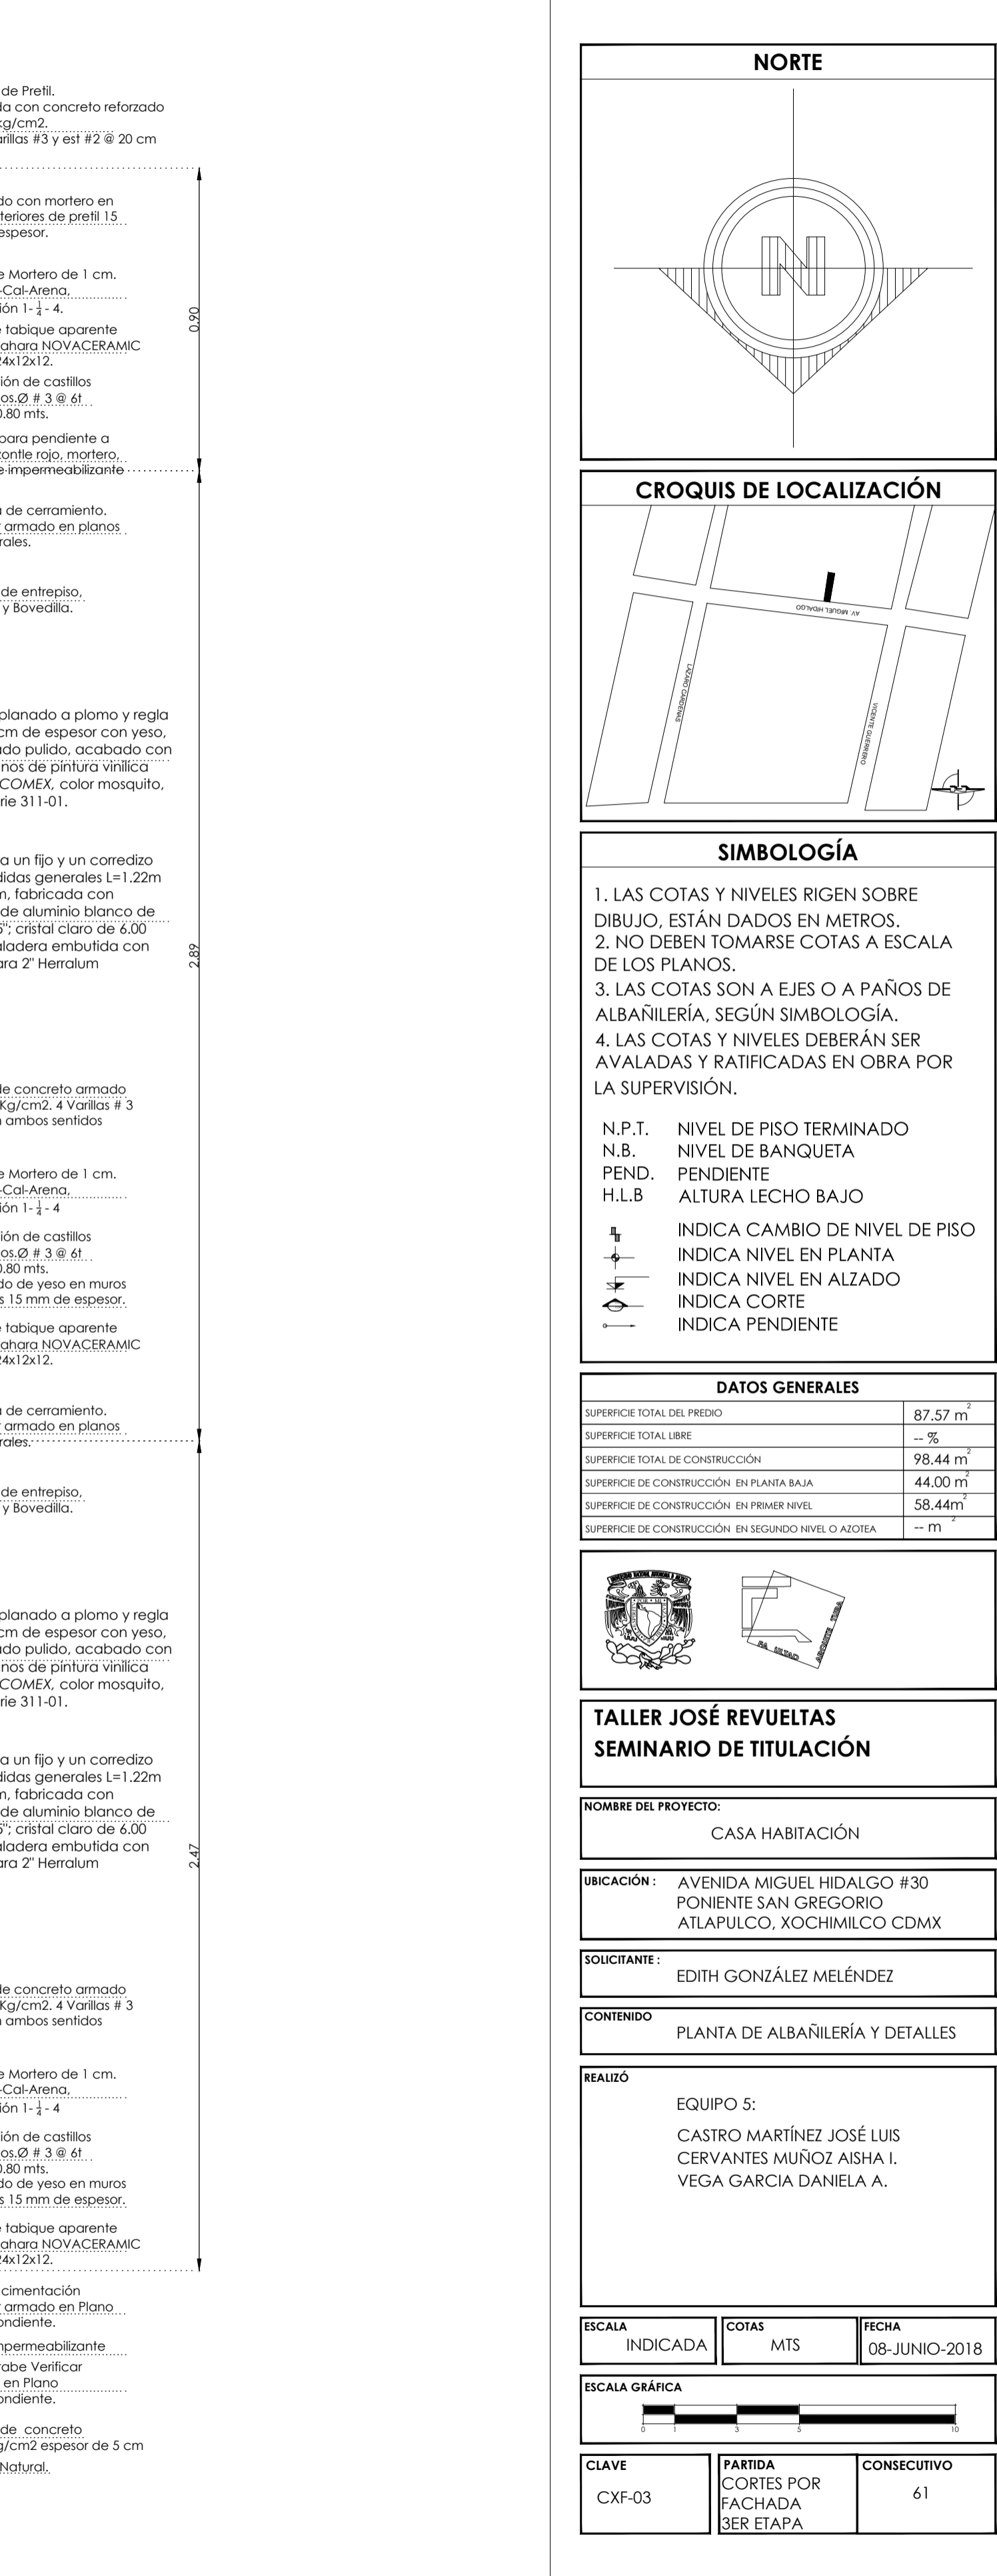 de Pretil.
da con concreto reforzado
kg/cm2.
arillas #3 y est #2 @ 20 cm
do con mortero en
teriores de pretil 15
espesor.
e Mortero de 1 cm.
-Cal-Arena,
ión 1- 1/4 - 4.
0.90
e tabique aparente
ahara NOVACERAMIC
24x12x12.
ión de castillos
os.Ø # 3 @ 6t
0.80 mts.
para pendiente a
zontle rojo, mortero,
e impermeabilizante
a de cerramiento.
r armado en planos
rales.
de entrepiso,
y Bovedilla.
planado a plomo y regla
cm de espesor con yeso,
ado pulido, acabado con
nos de pintura vinílica
COMEX, color mosquito,
rie 311-01.
a un fijo y un corredizo
didas generales L=1.22m
m, fabricada con
de aluminio blanco de
5"; cristal claro de 6.00
aladera embutida con
ara 2" Herralum
2.89
de concreto armado
Kg/cm2. 4 Varillas # 3
n ambos sentidos
e Mortero de 1 cm.
-Cal-Arena,
ión 1- 1/4 - 4
ión de castillos
os.Ø # 3 @ 6t
0.80 mts.
do de yeso en muros
s 15 mm de espesor.
e tabique aparente
ahara NOVACERAMIC
24x12x12.
a de cerramiento.
r armado en planos
rales.
de entrepiso,
y Bovedilla.
planado a plomo y regla
cm de espesor con yeso,
ado pulido, acabado con
nos de pintura vinílica
COMEX, color mosquito,
rie 311-01.
a un fijo y un corredizo
didas generales L=1.22m
m, fabricada con
de aluminio blanco de
5"; cristal claro de 6.00
aladera embutida con
ara 2" Herralum
2.47
de concreto armado
Kg/cm2. 4 Varillas # 3
n ambos sentidos
e Mortero de 1 cm.
-Cal-Arena,
ión 1- 1/4 - 4
ión de castillos
os.Ø # 3 @ 6t
0.80 mts.
do de yeso en muros
s 15 mm de espesor.
e tabique aparente
ahara NOVACERAMIC
24x12x12.
cimentación
r armado en Plano
ondiente.
mpermeabilizante
rabe Verificar
en Plano
ondiente.
de concreto
g/cm2 espesor de 5 cm
Natural.
NORTE
N
CROQUIS DE LOCALIZACIÓN
AV. MIGUEL HIDALGO
LAZARO CARDENAS
VICENTE GUERRERO
SIMBOLOGÍA
1. LAS COTAS Y NIVELES RIGEN SOBRE
DIBUJO, ESTÁN DADOS EN METROS.
2. NO DEBEN TOMARSE COTAS A ESCALA
DE LOS PLANOS.
3. LAS COTAS SON A EJES O A PAÑOS DE
ALBAÑILERÍA, SEGÚN SIMBOLOGÍA.
4. LAS COTAS Y NIVELES DEBERÁN SER
AVALADAS Y RATIFICADAS EN OBRA POR
LA SUPERVISIÓN.
N.P.T. NIVEL DE PISO TERMINADO
N.B. NIVEL DE BANQUETA
PEND. PENDIENTE
H.L.B ALTURA LECHO BAJO
INDICA CAMBIO DE NIVEL DE PISO
INDICA NIVEL EN PLANTA
INDICA NIVEL EN ALZADO
INDICA CORTE
INDICA PENDIENTE
DATOS GENERALES
SUPERFICIE TOTAL DEL PREDIO 87.57 m²
SUPERFICIE TOTAL LIBRE -- %
SUPERFICIE TOTAL DE CONSTRUCCIÓN 98.44 m²
SUPERFICIE DE CONSTRUCCIÓN EN PLANTA BAJA 44.00 m²
SUPERFICIE DE CONSTRUCCIÓN EN PRIMER NIVEL 58.44m²
SUPERFICIE DE CONSTRUCCIÓN EN SEGUNDO NIVEL O AZOTEA -- m²
TALLER JOSÉ REVUELTAS
SEMINARIO DE TITULACIÓN
NOMBRE DEL PROYECTO:
CASA HABITACIÓN
UBICACIÓN : AVENIDA MIGUEL HIDALGO #30
PONIENTE SAN GREGORIO
ATLAPULCO, XOCHIMILCO CDMX
SOLICITANTE :
EDITH GONZÁLEZ MELÉNDEZ
CONTENIDO
PLANTA DE ALBAÑILERÍA Y DETALLES
REALIZÓ
EQUIPO 5:
CASTRO MARTÍNEZ JOSÉ LUIS
CERVANTES MUÑOZ AISHA I.
VEGA GARCIA DANIELA A.
ESCALA
INDICADA
COTAS
MTS
FECHA
08-JUNIO-2018
ESCALA GRÁFICA
0 1 3 5 10
CLAVE
CXF-03
PARTIDA
CORTES POR
FACHADA
3ER ETAPA
CONSECUTIVO
61